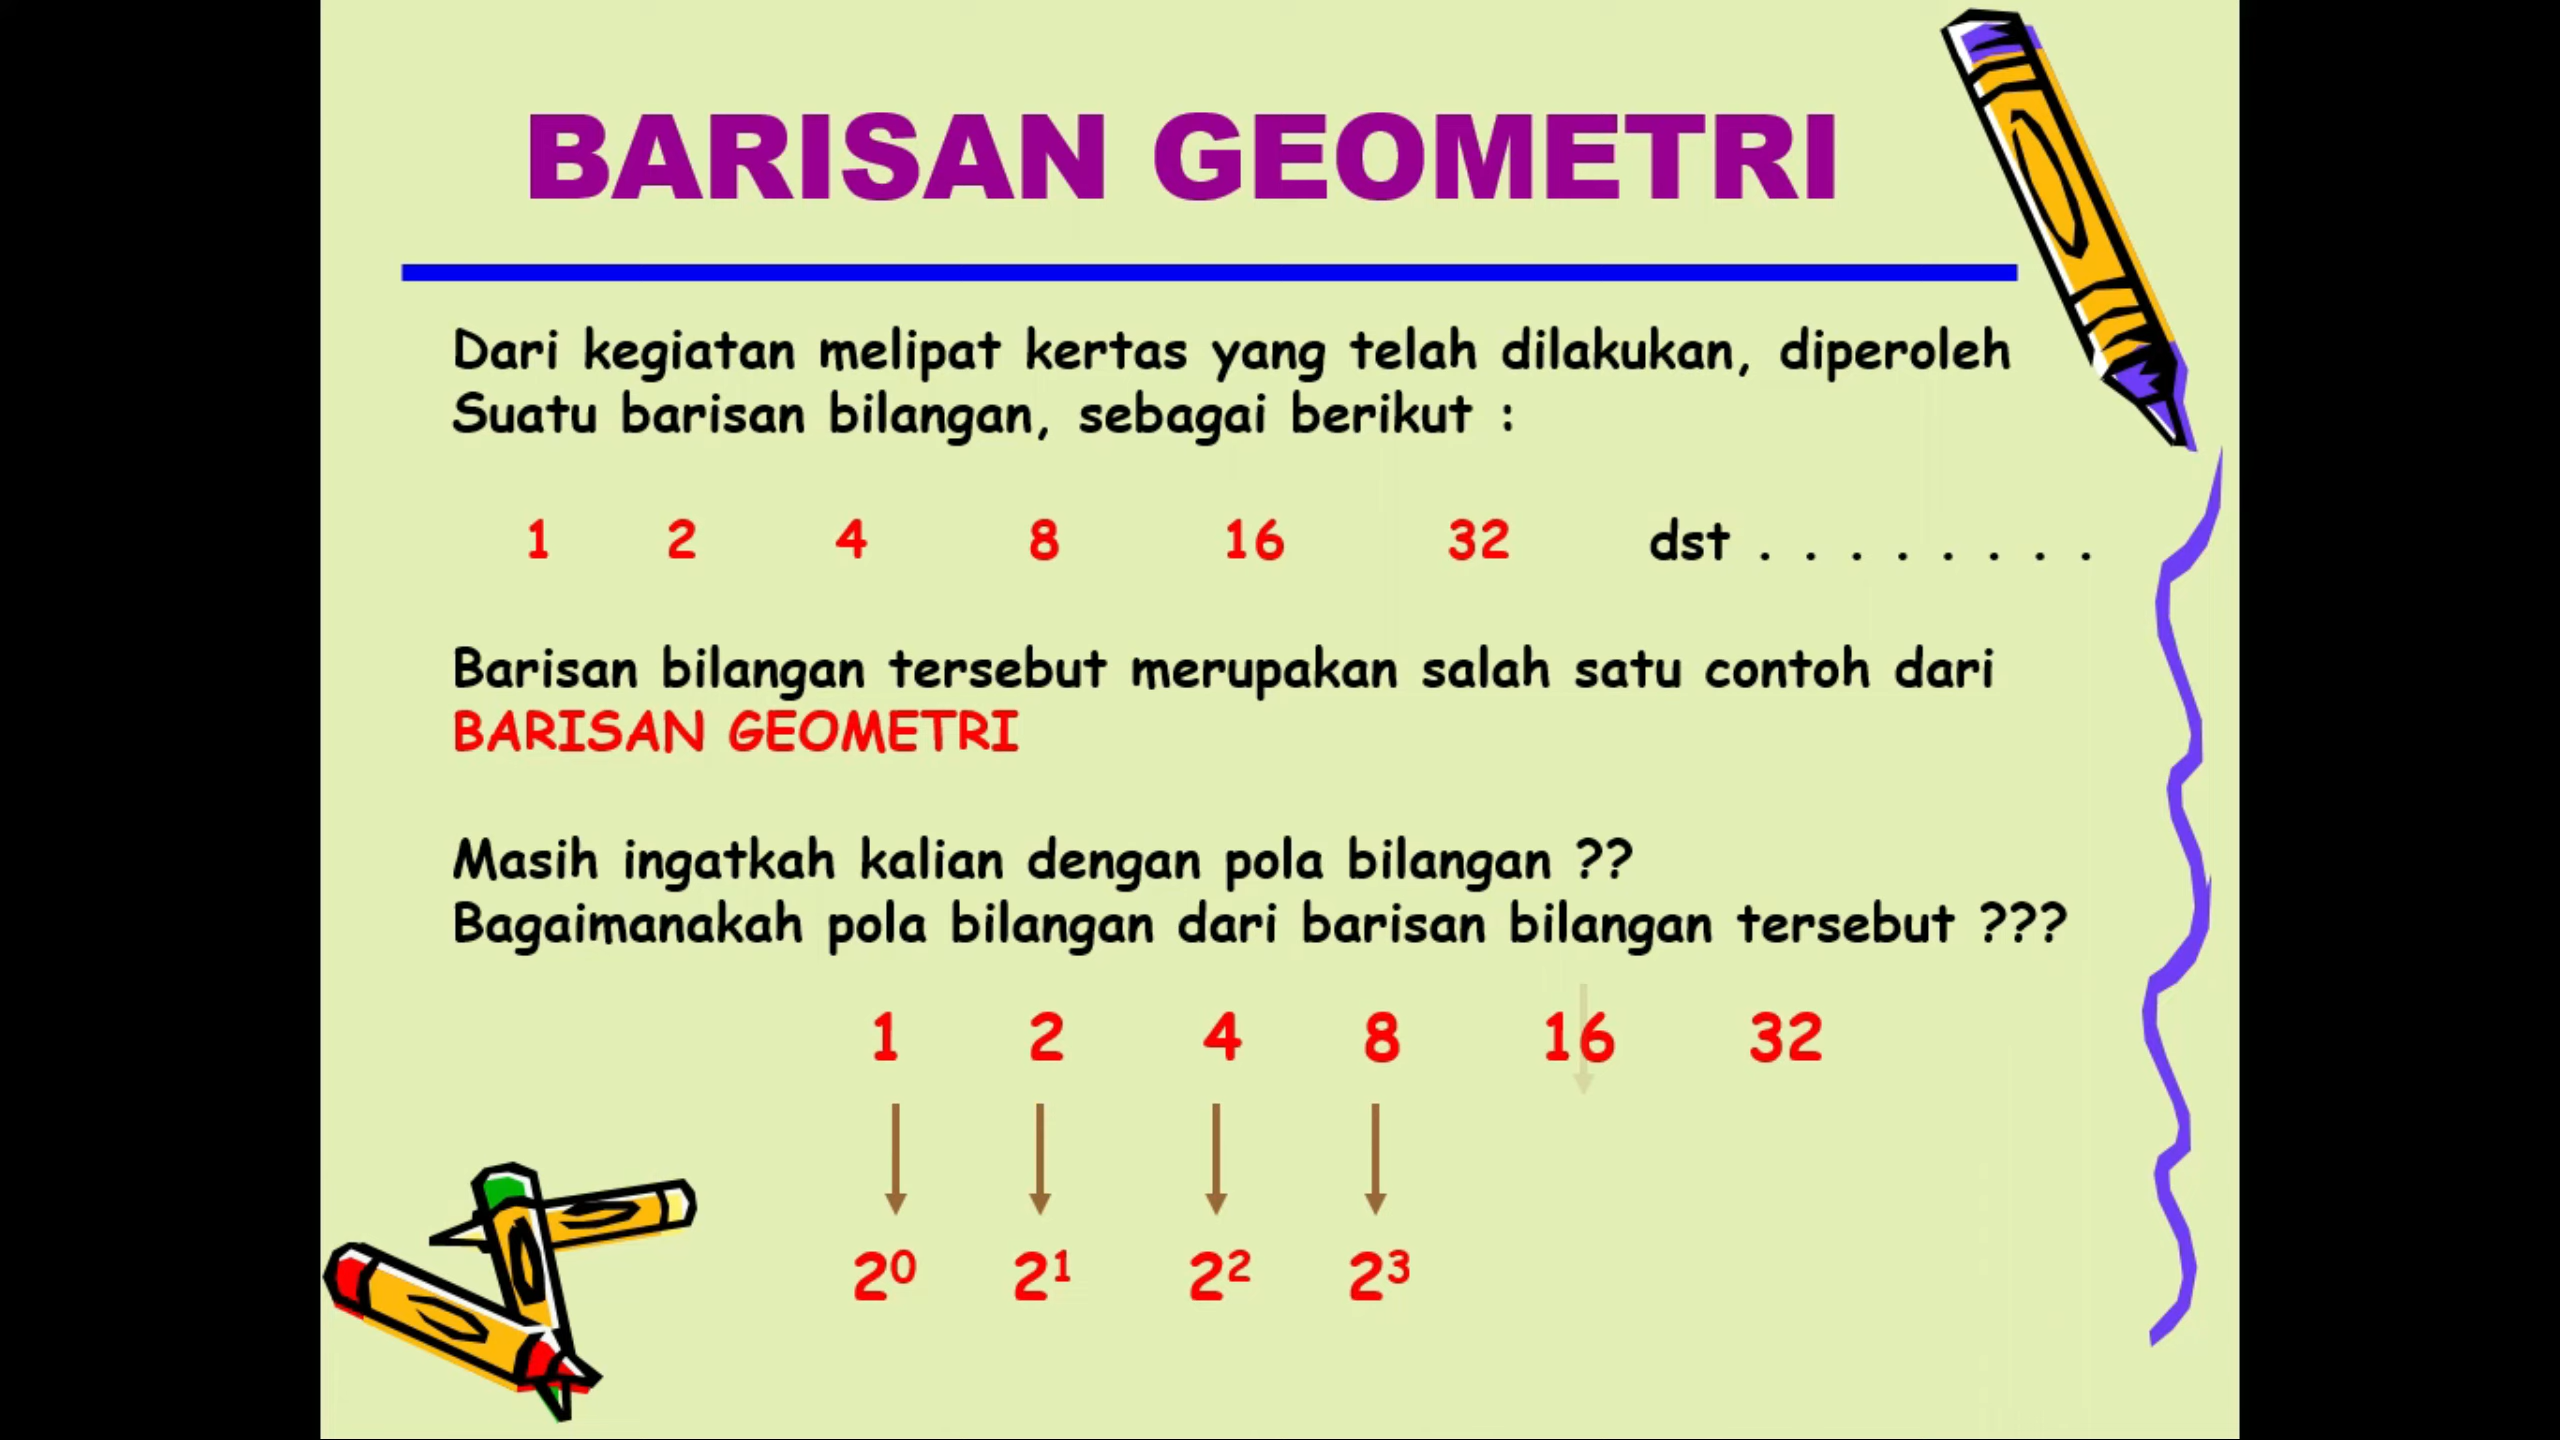 BARISAN GEOMETRI
Dari kegiatan melipat kertas yang telah dilakukan, diperoleh
Suatu barisan bilangan, sebagai berikut :
1 2 4 8 16 32 dst . . . . . . . .
Barisan bilangan tersebut merupakan salah satu contoh dari
BARISAN GEOMETRI
Masih ingatkah kalian dengan pola bilangan ??
Bagaimanakah pola bilangan dari barisan bilangan tersebut ???
1 2 4 8 16 32
2⁰ 2¹ 2² 2³